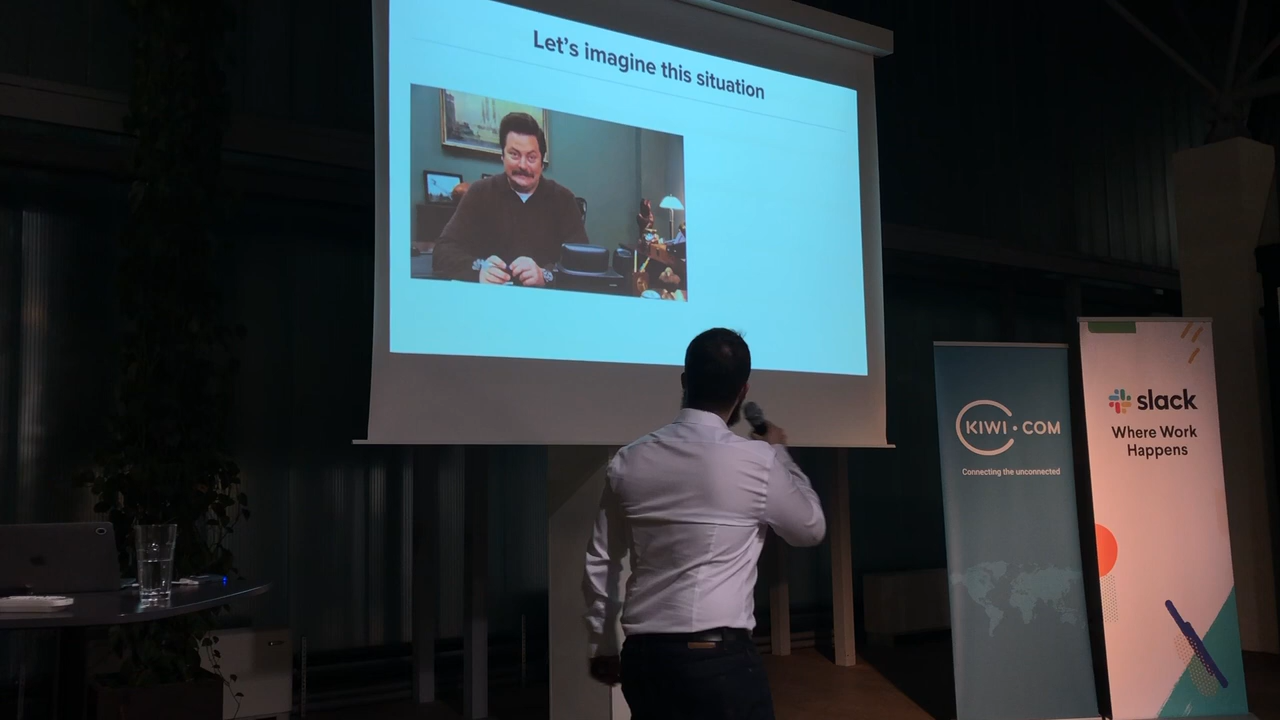 Let's imagine this situation
KIWI·COM
Connecting the unconnected
slack
Where Work
Happens